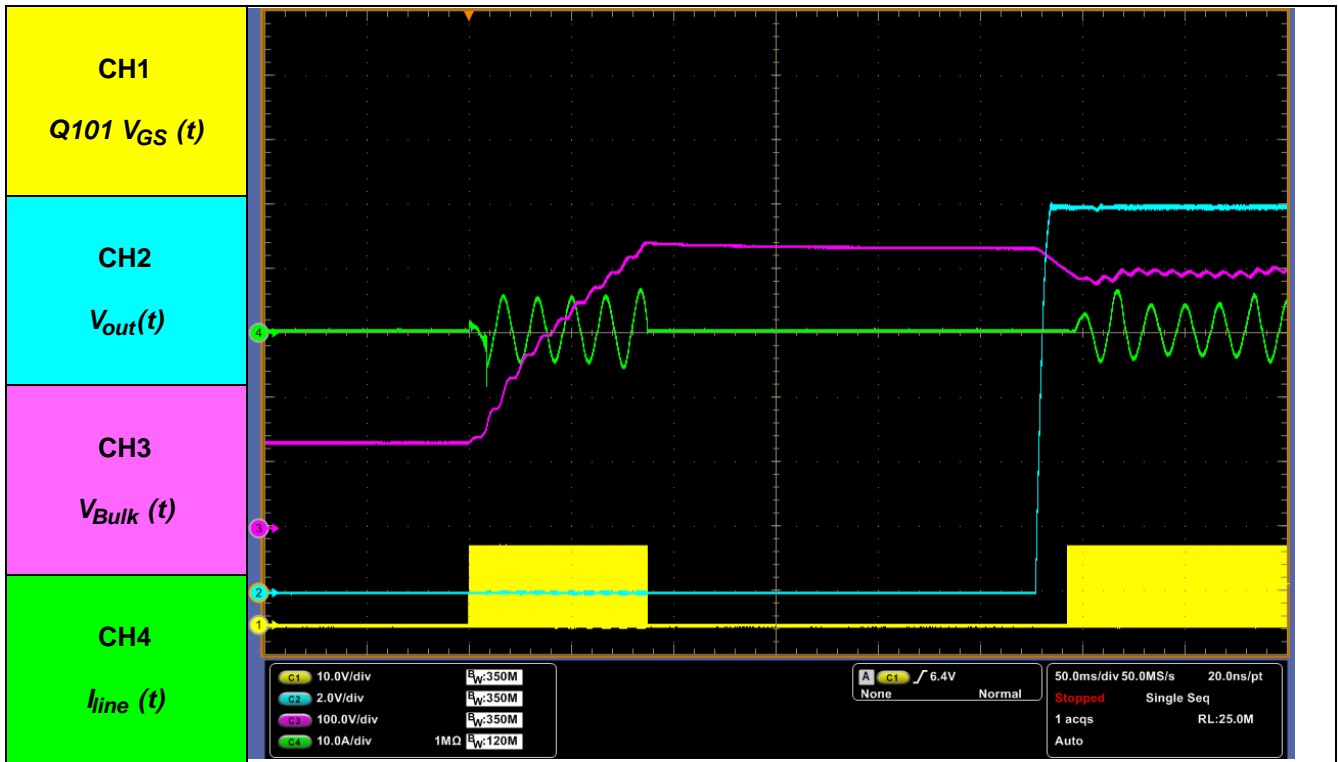 CH1
Q101 VGS (t)
CH2
Vout(t)
CH3
VBulk (t)
CH4
Iline (t)
4
3
2
1
C1 10.0V/div BW:350M
C2 2.0V/div BW:350M
C3 100.0V/div BW:350M
C4 10.0A/div 1MΩ BW:120M
A C1 6.4V
None Normal
50.0ms/div 50.0MS/s 20.0ns/pt
Stopped Single Seq
1 acqs RL:25.0M
Auto